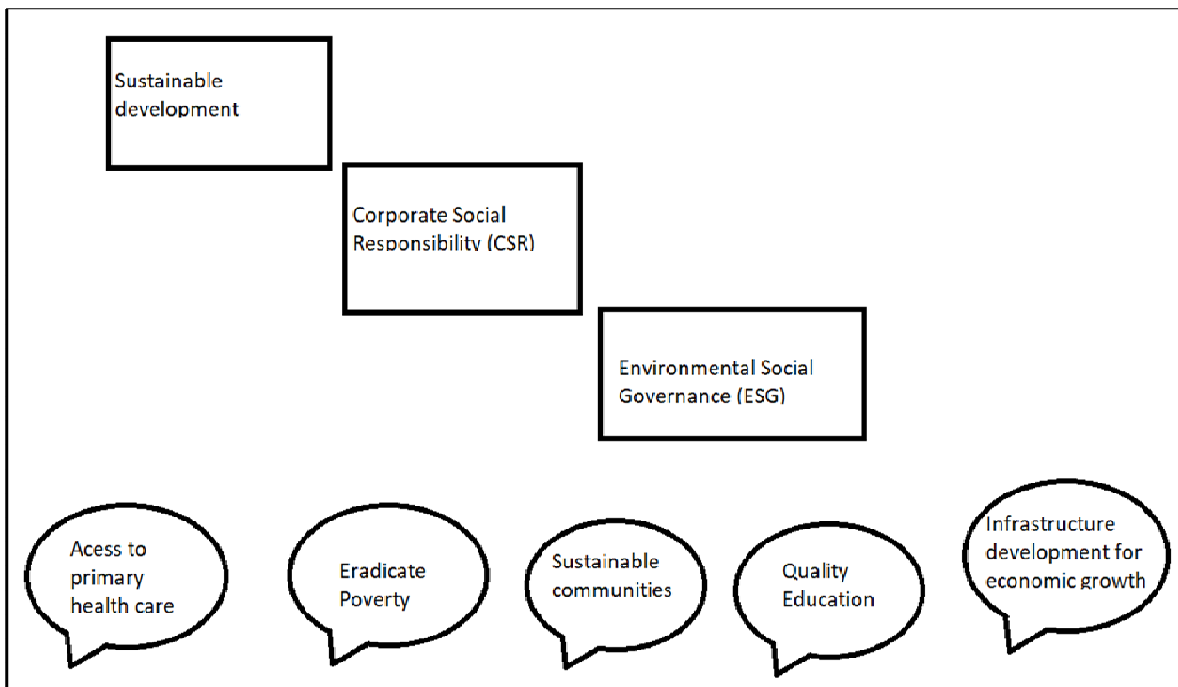 Sustainable
development
Corporate Social
Responsibility (CSR)
Environmental Social
Governance (ESG)
Acess to
primary
health care
Eradicate
Poverty
Sustainable
communities
Quality
Education
Infrastructure
development for
economic growth